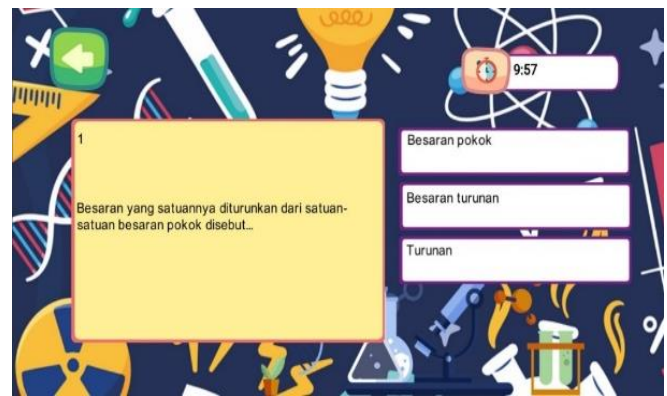 9:57
1
Besaran yang satuannya diturunkan dari satuan-
satuan besaran pokok disebut...
Besaran pokok
Besaran turunan
Turunan